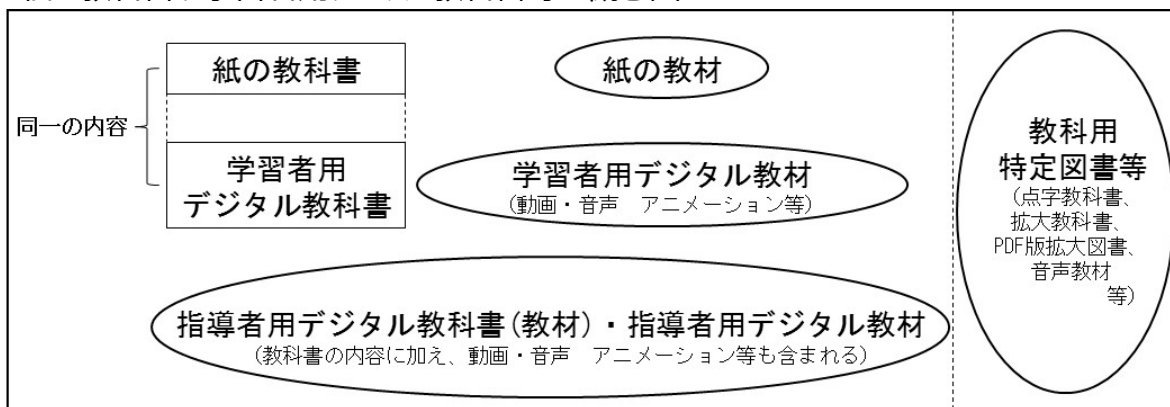 紙の教科書
紙の教材
同一の内容
学習者用
デジタル教科書
学習者用デジタル教材
(動画・音声　アニメーション等)
指導者用デジタル教科書(教材)・指導者用デジタル教材
(教科書の内容に加え、動画・音声　アニメーション等も含まれる)
教科用
特定図書等
(点字教科書、
拡大教科書、
PDF版拡大図書、
音声教材
等)